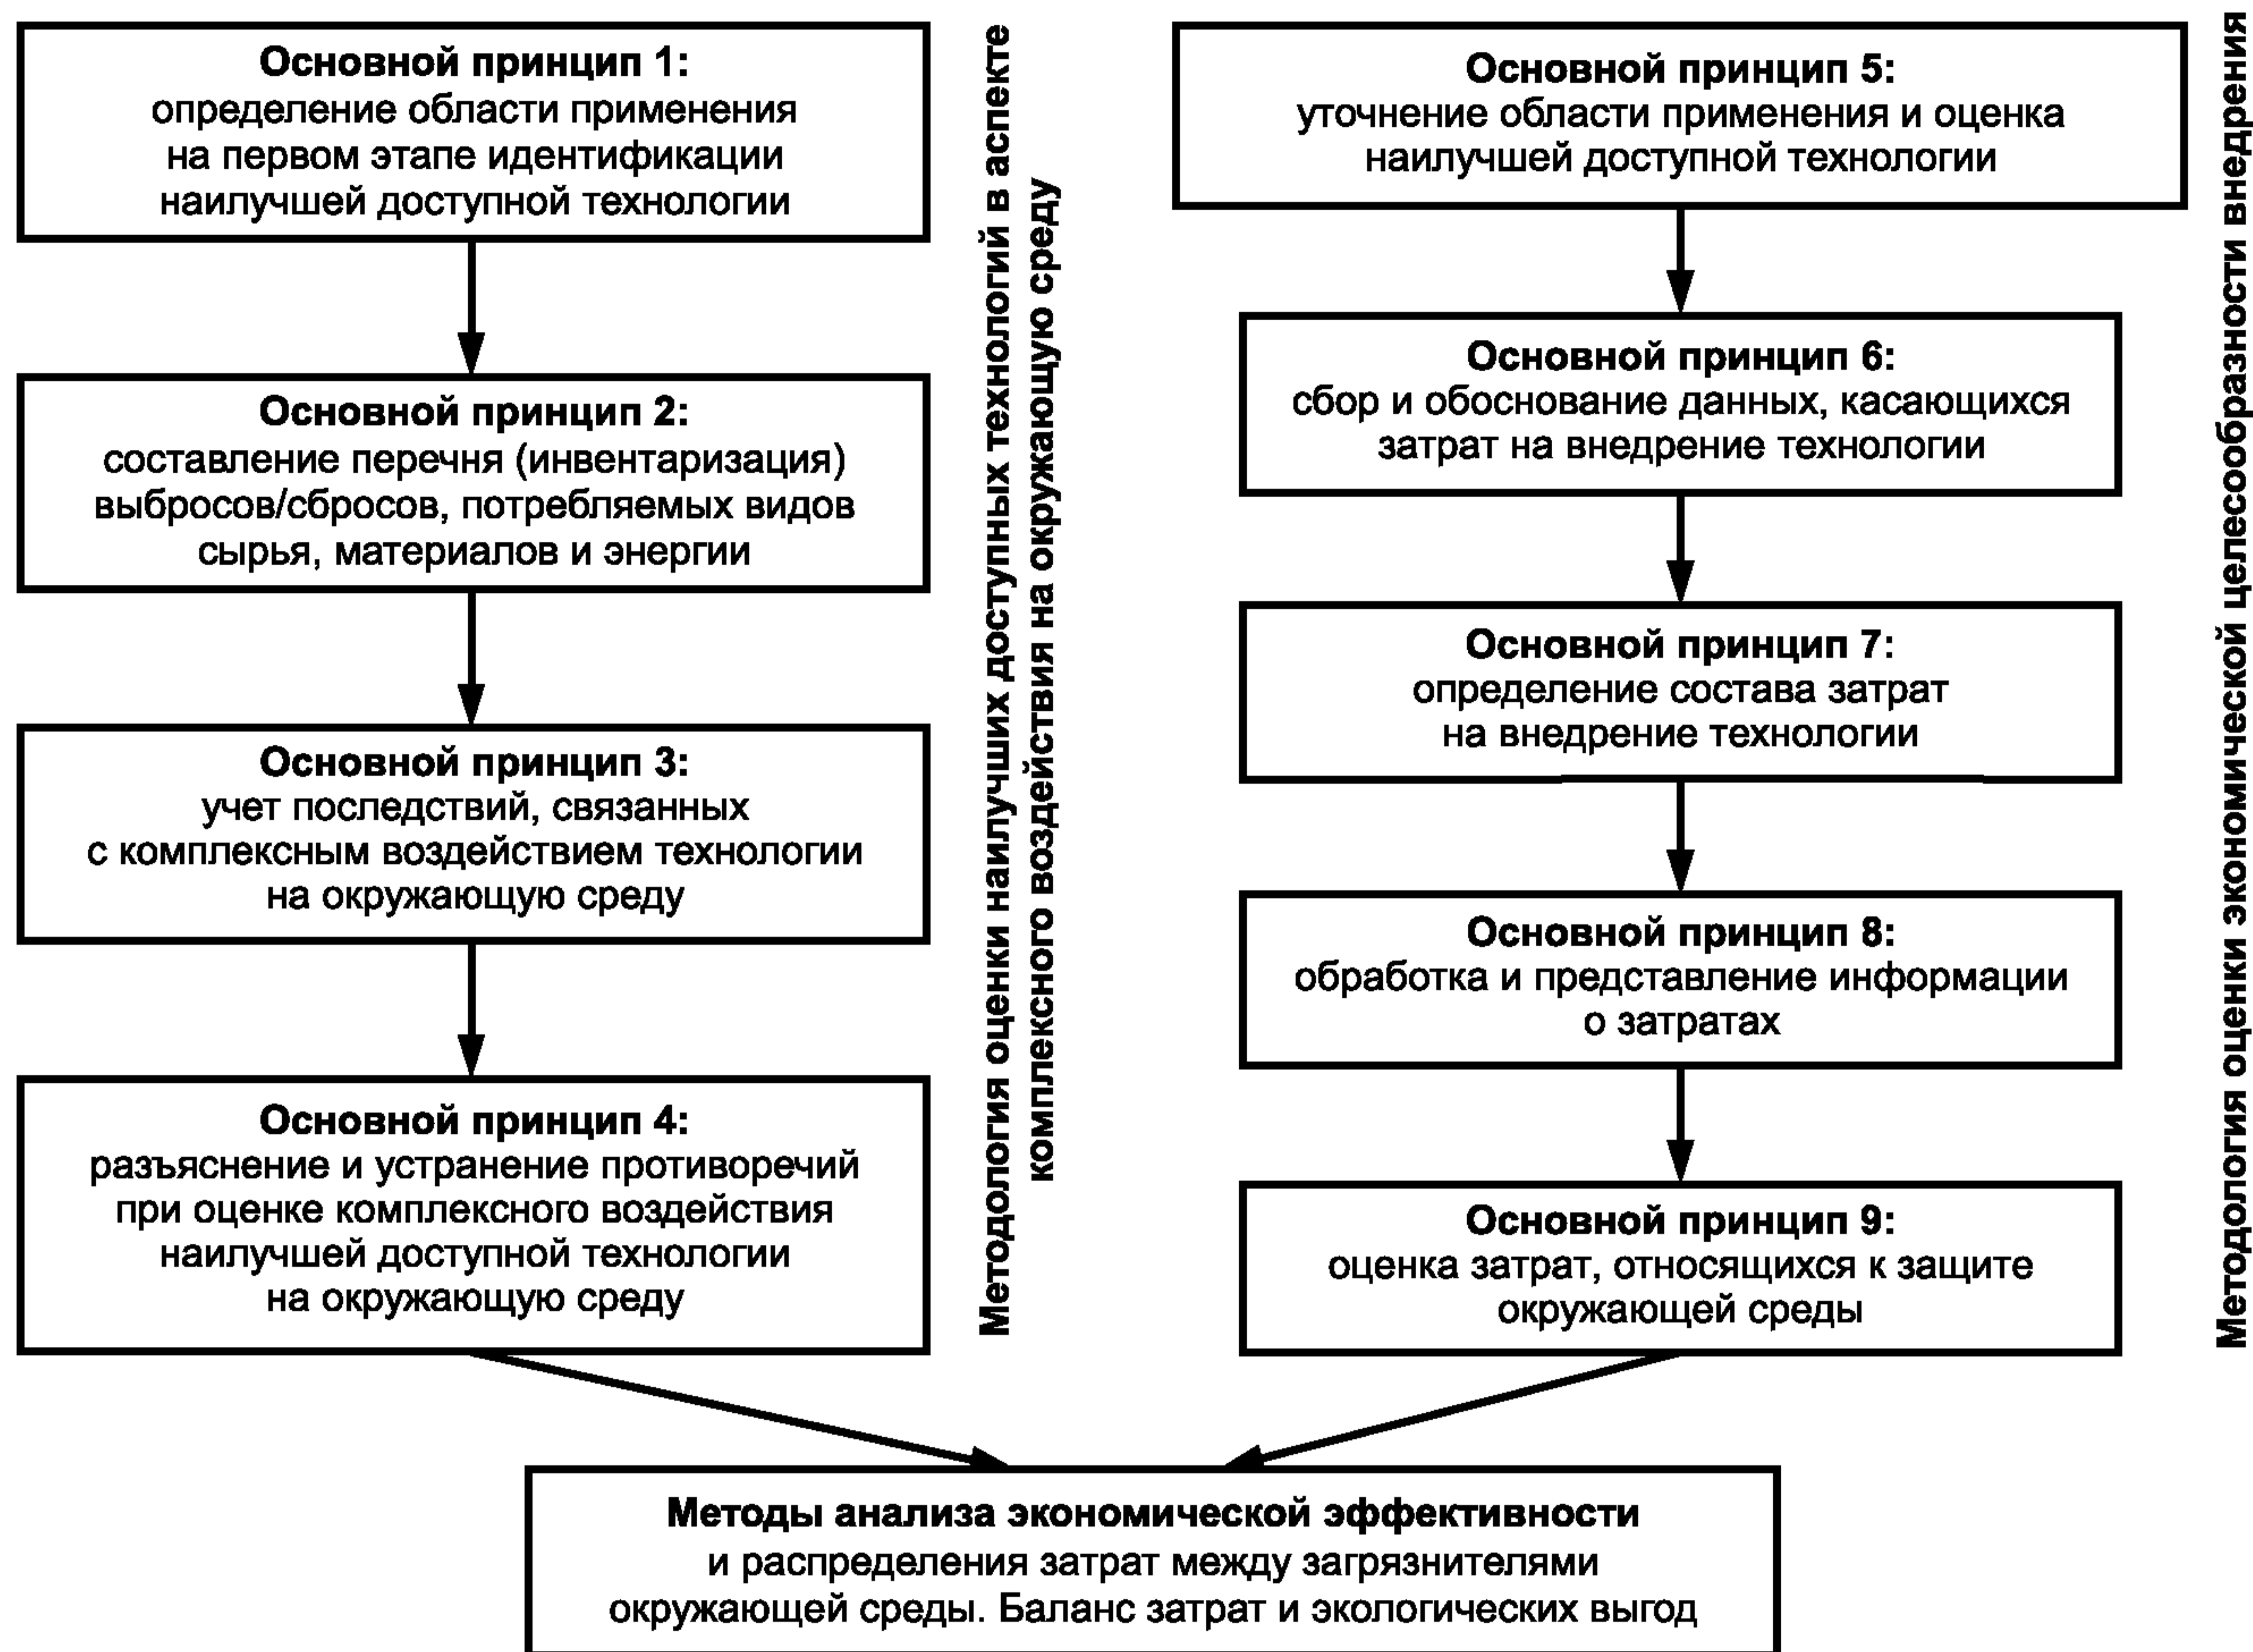 Основной принцип 1:
определение области применения
на первом этапе идентификации
наилучшей доступной технологии
Основной принцип 2:
составление перечня (инвентаризация)
выбросов/сбросов, потребляемых видов
сырья, материалов и энергии
Основной принцип 3:
учет последствий, связанных
с комплексным воздействием технологии
на окружающую среду
Основной принцип 4:
разъяснение и устранение противоречий
при оценке комплексного воздействия
наилучшей доступной технологии
на окружающую среду
Методология оценки наилучших доступных технологий в аспекте
комплексного воздействия на окружающую среду
Основной принцип 5:
уточнение области применения и оценка
наилучшей доступной технологии
Основной принцип 6:
сбор и обоснование данных, касающихся
затрат на внедрение технологии
Основной принцип 7:
определение состава затрат
на внедрение технологии
Основной принцип 8:
обработка и представление информации
о затратах
Основной принцип 9:
оценка затрат, относящихся к защите
окружающей среды
Методология оценки экономической целесообразности внедрения
Методы анализа экономической эффективности
и распределения затрат между загрязнителями
окружающей среды. Баланс затрат и экологических выгод